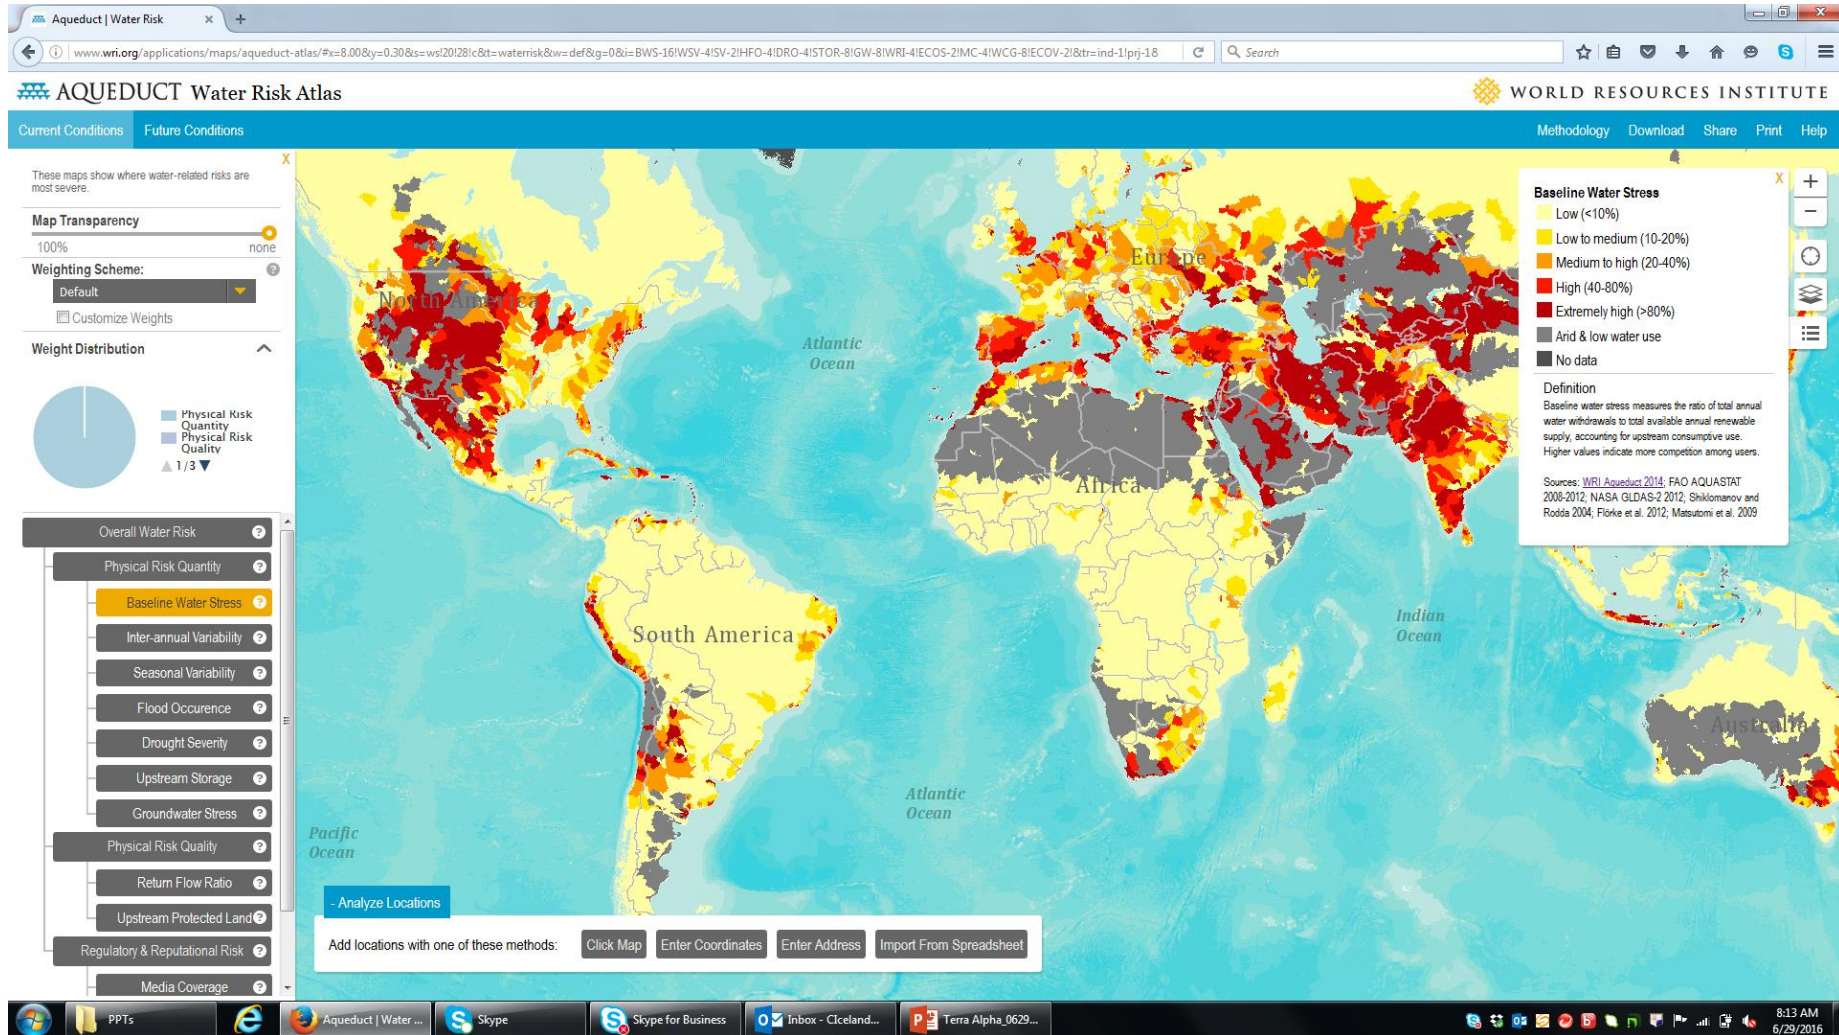 Aqueduct | Water Risk
www.wri.org/applications/maps/aqueduct-atlas/#x=8.00&y=0.30&s=ws!20!28!c&t=waterrisk&w=def&g=0&i=BWS-16!WSV-4!SV-2!HFO-4!DRO-4!STOR-8!GW-8!WRI-4!ECOS-2!MC-4!WCG-8!ECOV-2!&tr=ind-1!prj-18
Search
AQUEDUCT Water Risk Atlas
WORLD RESOURCES INSTITUTE
Current Conditions
Future Conditions
Methodology
Download
Share
Print
Help
X
These maps show where water-related risks are
most severe.
Map Transparency
100%
none
Weighting Scheme:
Default
Customize Weights
Weight Distribution
Physical Risk
Quantity
Physical Risk
Quality
1/3
Overall Water Risk
Physical Risk Quantity
Baseline Water Stress
Inter-annual Variability
Seasonal Variability
Flood Occurence
Drought Severity
Upstream Storage
Groundwater Stress
Physical Risk Quality
Return Flow Ratio
Upstream Protected Land
Regulatory & Reputational Risk
Media Coverage
North America
Atlantic
Ocean
Europe
Africa
South America
Indian
Ocean
Australia
Atlantic
Ocean
Pacific
Ocean
X
Baseline Water Stress
Low (<10%)
Low to medium (10-20%)
Medium to high (20-40%)
High (40-80%)
Extremely high (>80%)
Arid & low water use
No data
Definition
Baseline water stress measures the ratio of total annual
water withdrawals to total available annual renewable
supply, accounting for upstream consumptive use.
Higher values indicate more competition among users.
Sources: WRI Aqueduct 2014; FAO AQUASTAT
2008-2012; NASA GLDAS-2 2012; Shiklomanov and
Rodda 2004; Flörke et al. 2012; Matsutomi et al. 2009
- Analyze Locations
Add locations with one of these methods:
Click Map
Enter Coordinates
Enter Address
Import From Spreadsheet
PPTs
Aqueduct | Water ...
Skype
Skype for Business
Inbox - CIceland...
Terra Alpha_0629...
8:13 AM
6/29/2016